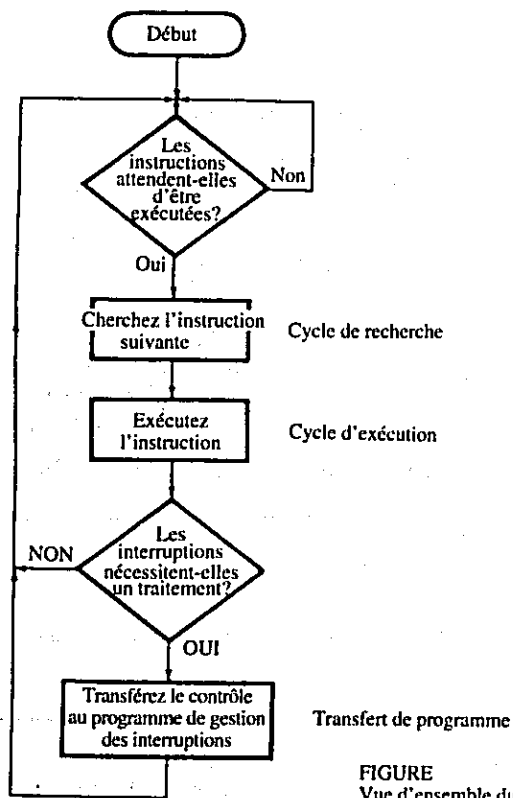 Début
Les
instructions
attendent-elles
d'être
exécutées?
Non
Oui
Cherchez l'instruction
suivante
Cycle de recherche
Exécutez
l'instruction
Cycle d'exécution
Les
interruptions
nécessitent-elles
un traitement?
NON
OUI
Transférez le contrôle
au programme de gestion
des interruptions
Transfert de programme
FIGURE
Vue d'ensemble du